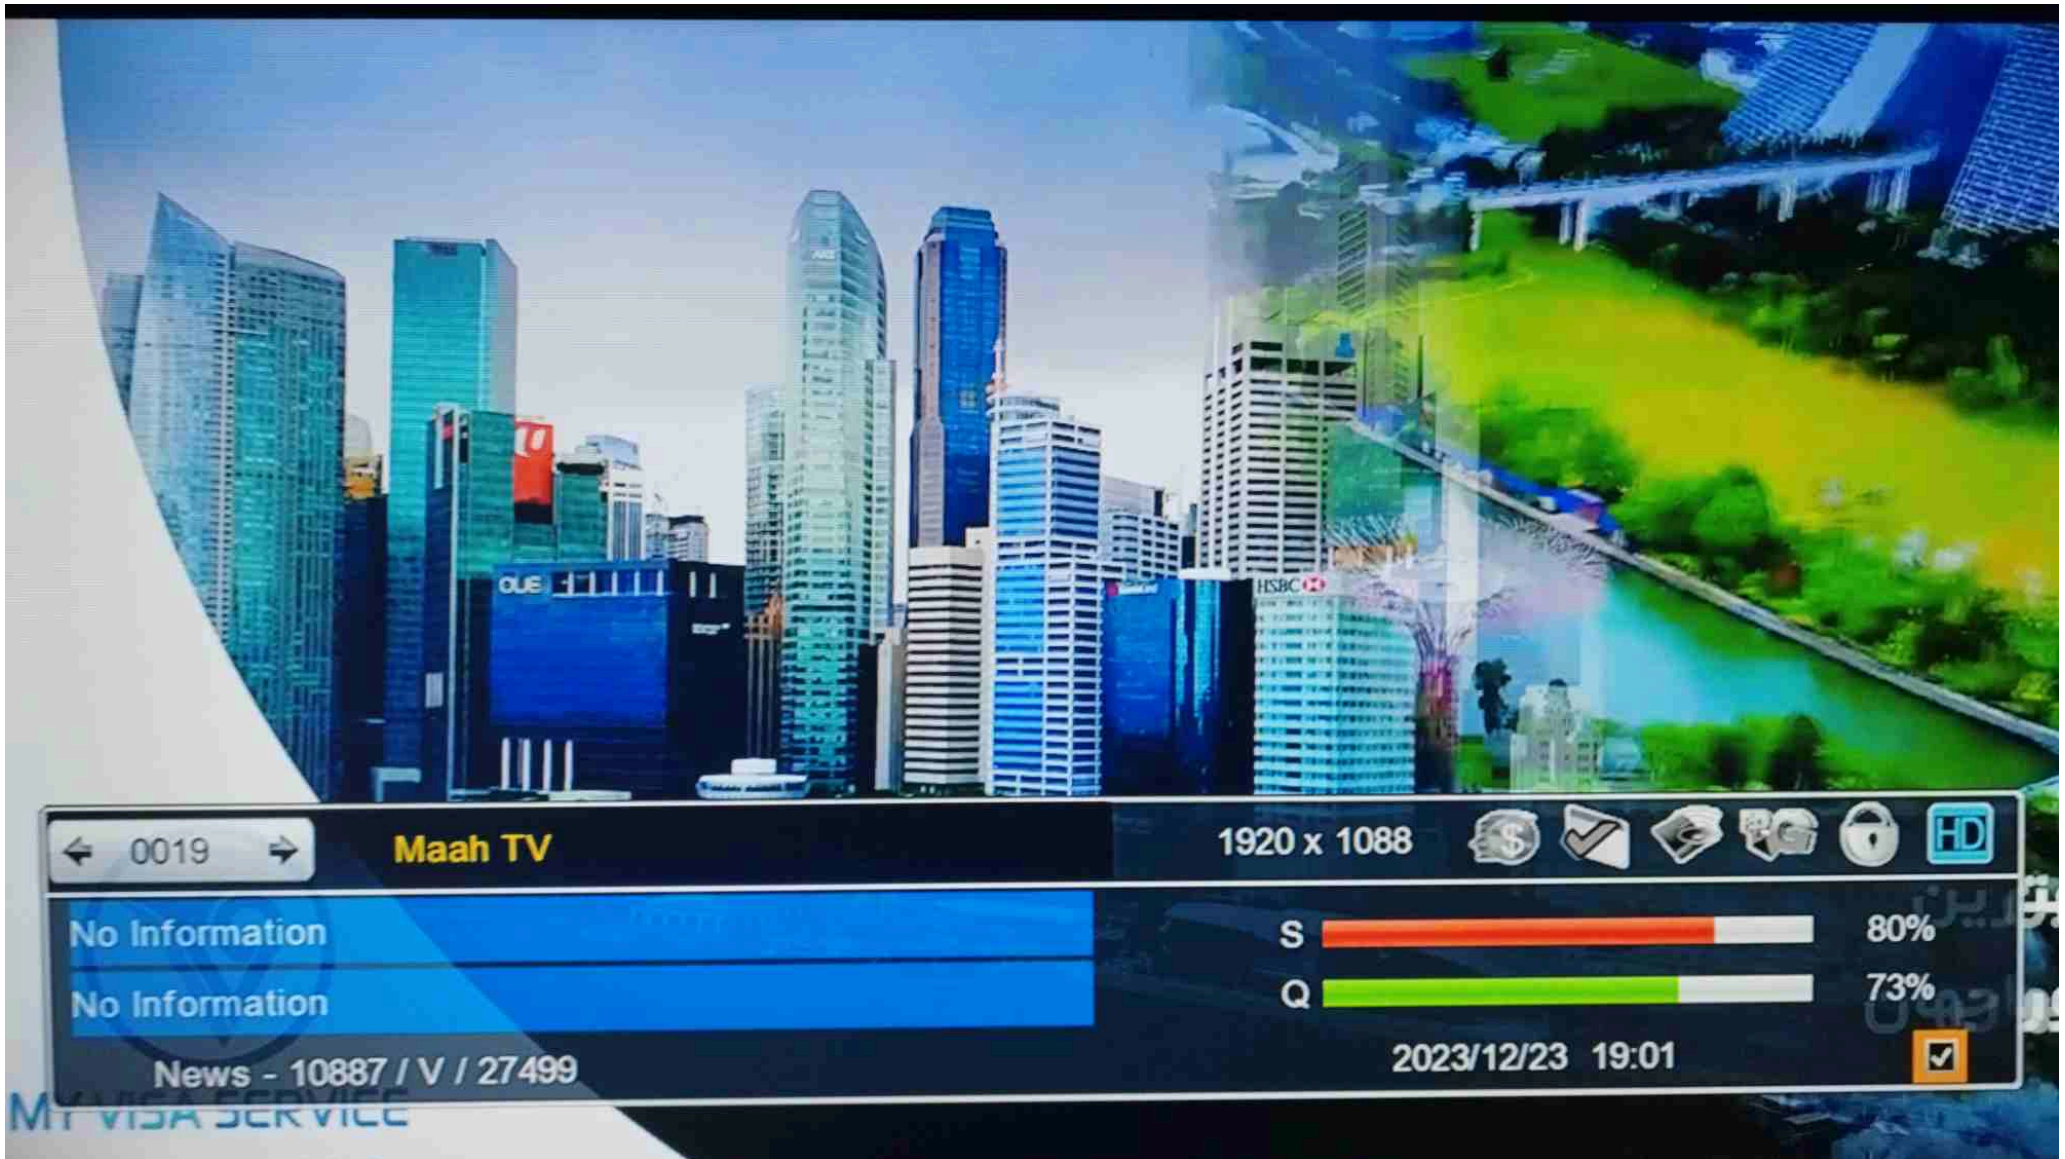 OUE
HSBC
0019
Maah TV
1920 x 1088
HD
No Information
S
80%
No Information
Q
73%
News - 10887 / V / 27499
2023/12/23 19:01
MY VISA SERVICE